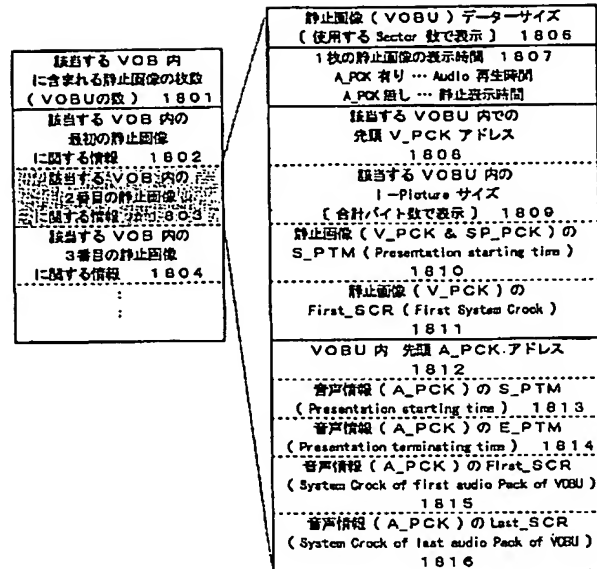 該当する VOB 内
に含まれる静止画像の枚数
(VOBUの数) 1801
該当する VOB 内の
最初の静止画像
に関する情報 1802
該当する VOB 内の
2番目の静止画像
に関する情報 1803
該当する VOB 内の
3番目の静止画像
に関する情報 1804
:
:
静止画像 (VOBU) データーサイズ
[使用する Sector 数で表示] 1806
1枚の静止画像の表示時間 1807
A_PCK 有り … Audio 再生時間
A_PCK 無し … 静止表示時間
該当する VOBU 内での
先頭 V_PCK アドレス
1808
該当する VOBU 内の
I-Picture サイズ
[合計バイト数で表示] 1809
静止画像 (V_PCK & SP_PCK) の
S_PTM (Presentation starting time)
1810
静止画像 (V_PCK) の
First_SCR (First System Crock)
1811
VOBU 内 先頭 A_PCK.アドレス
1812
音声情報 (A_PCK) の S_PTM
(Presentation starting time) 1813
音声情報 (A_PCK) の E_PTM
(Presentation terminating time) 1814
音声情報 (A_PCK) の First_SCR
(System Crock of first audio Pack of VOBU)
1815
音声情報 (A_PCK) の Last_SCR
(System Crock of last audio Pack of VOBU)
1816